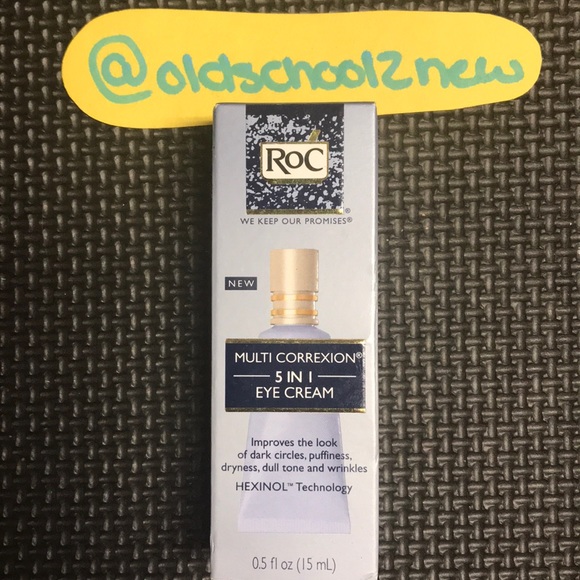 @oldschool2new
RoC
®
WE KEEP OUR PROMISES®
NEW
MULTI CORREXION®
5 IN 1
EYE CREAM
Improves the look
of dark circles, puffiness,
dryness, dull tone and wrinkles
HEXINOL™ Technology
0.5 fl oz (15 mL)